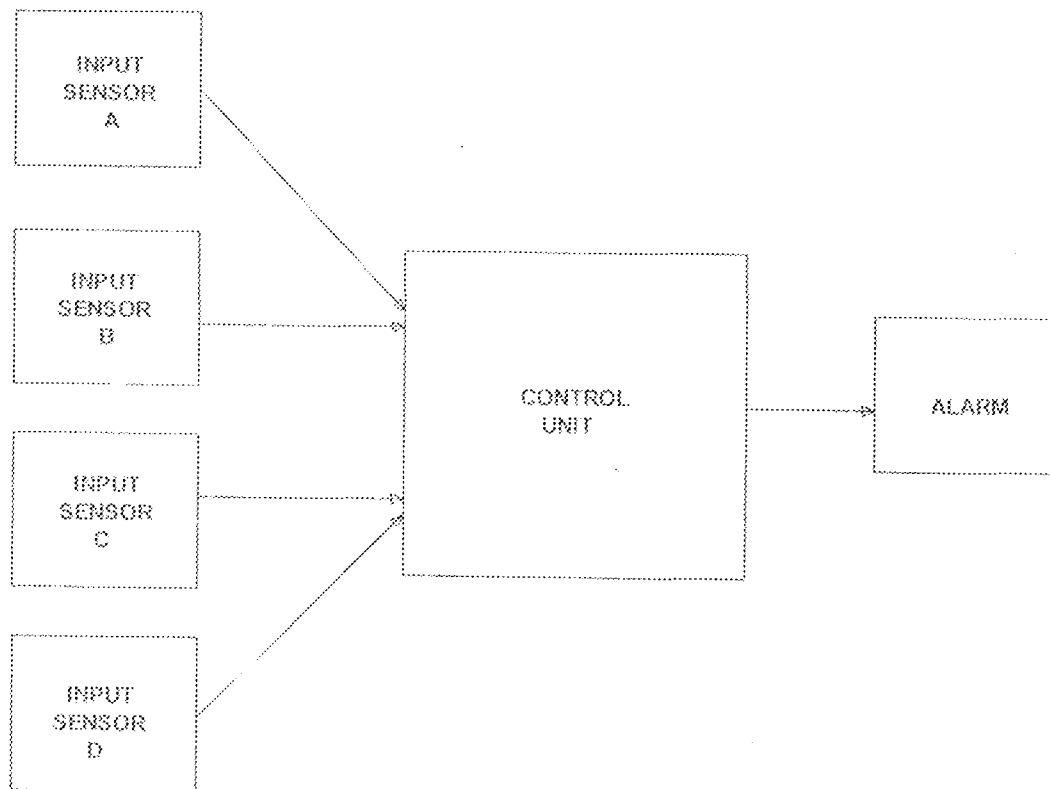 INPUT
SENSOR
A
INPUT
SENSOR
B
INPUT
SENSOR
C
INPUT
SENSOR
D
CONTROL
UNIT
ALARM